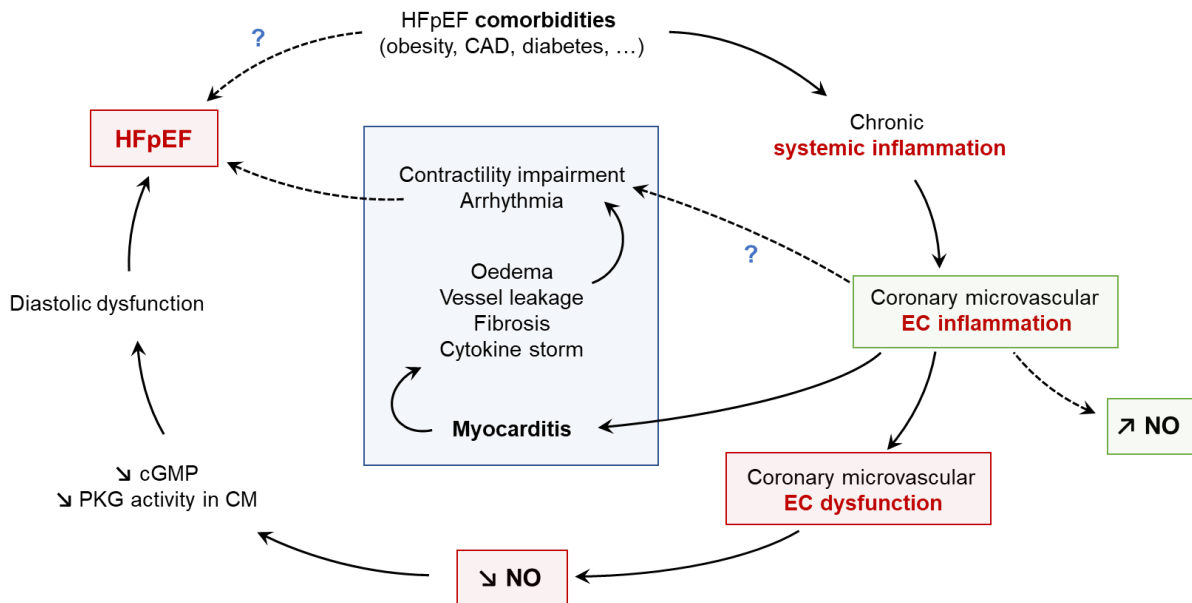 HFpEF comorbidities
(obesity, CAD, diabetes, …)
?
HFpEF
Chronic
systemic inflammation
Contractility impairment
Arrhythmia
?
Oedema
Vessel leakage
Fibrosis
Cytokine storm
Diastolic dysfunction
Coronary microvascular
EC inflammation
Myocarditis
↗ NO
↘ cGMP
↘ PKG activity in CM
Coronary microvascular
EC dysfunction
↘ NO